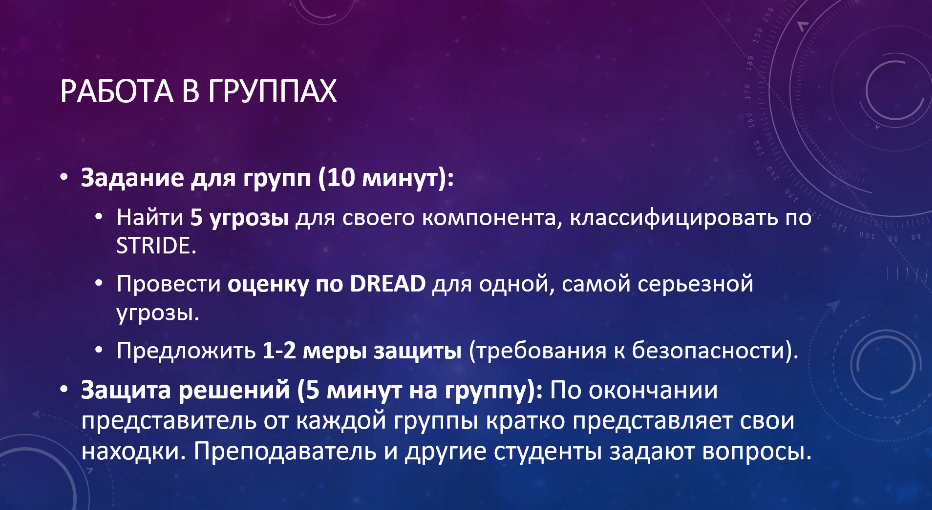 РАБОТА В ГРУППАХ
• Задание для групп (10 минут):
• Найти 5 угрозы для своего компонента, классифицировать по
STRIDE.
• Провести оценку по DREAD для одной, самой серьезной
угрозы.
• Предложить 1-2 меры защиты (требования к безопасности).
• Защита решений (5 минут на группу): По окончании
представитель от каждой группы кратко представляет свои
находки. Преподаватель и другие студенты задают вопросы.